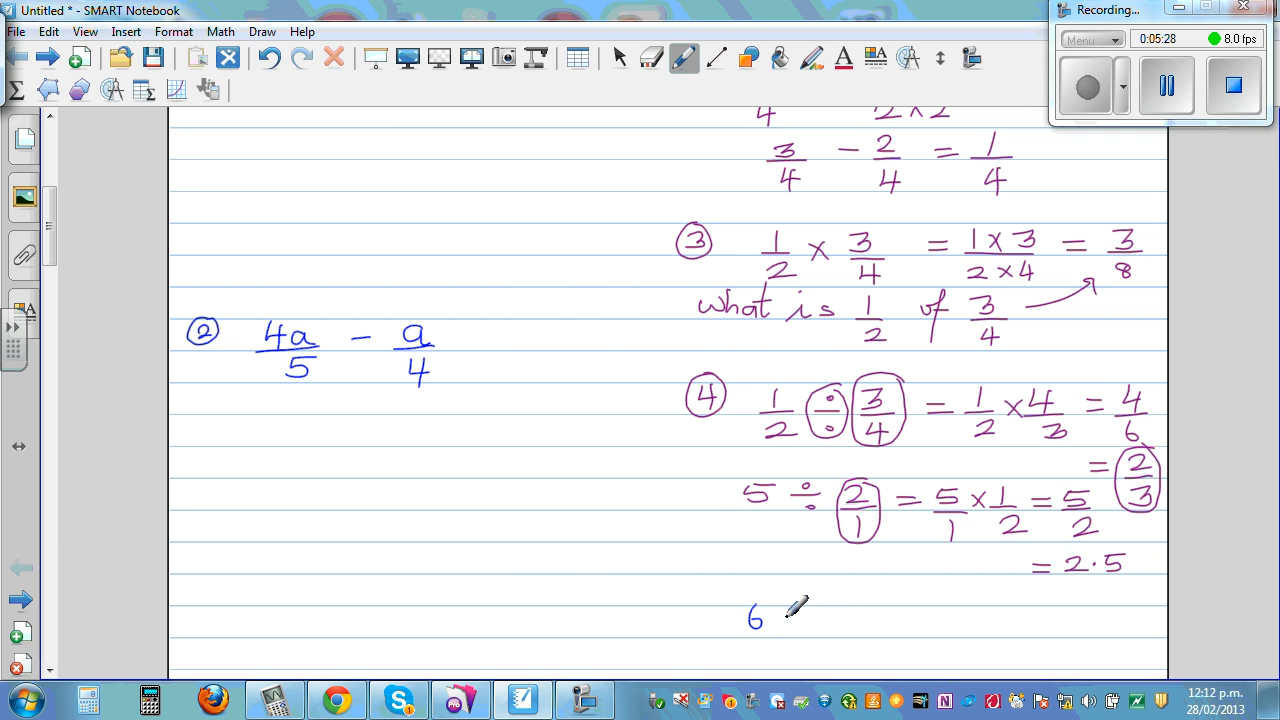 Untitled * - SMART Notebook
File Edit View Insert Format Math Draw Help
Recording...
Menu 0:05:28 8.0 fps
4 2 × 2
3/4 - 2/4 = 1/4
③ 1/2 × 3/4 = 1 × 3/2 × 4 = 3/8
what is 1/2 of 3/4
② 4a/5 - a/4
④ 1/2 ÷ 3/4 = 1/2 × 4/3 = 4/6
= 2/3
5 ÷ 2/1 = 5/1 × 1/2 = 5/2
= 2.5
6
12:12 p.m.
28/02/2013